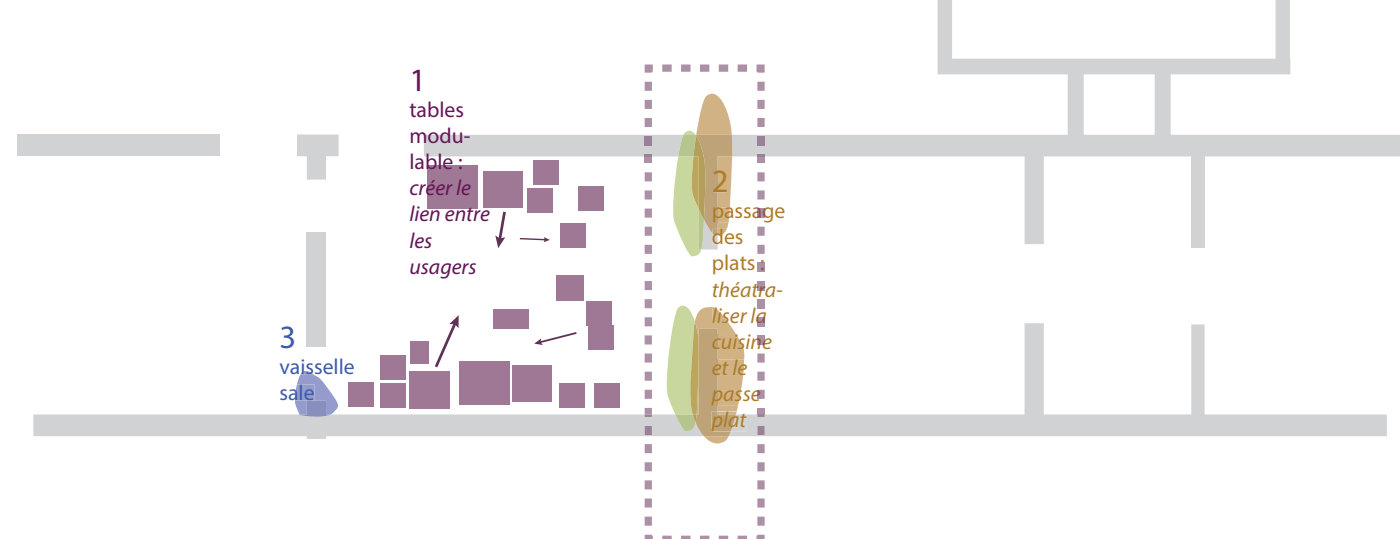 1
tables
modu-
lable :
créer le
lien entre
les
usagers
2
passage
des
plats :
théatra-
liser la
cuisine
et le
passe
plat
3
vaisselle
sale